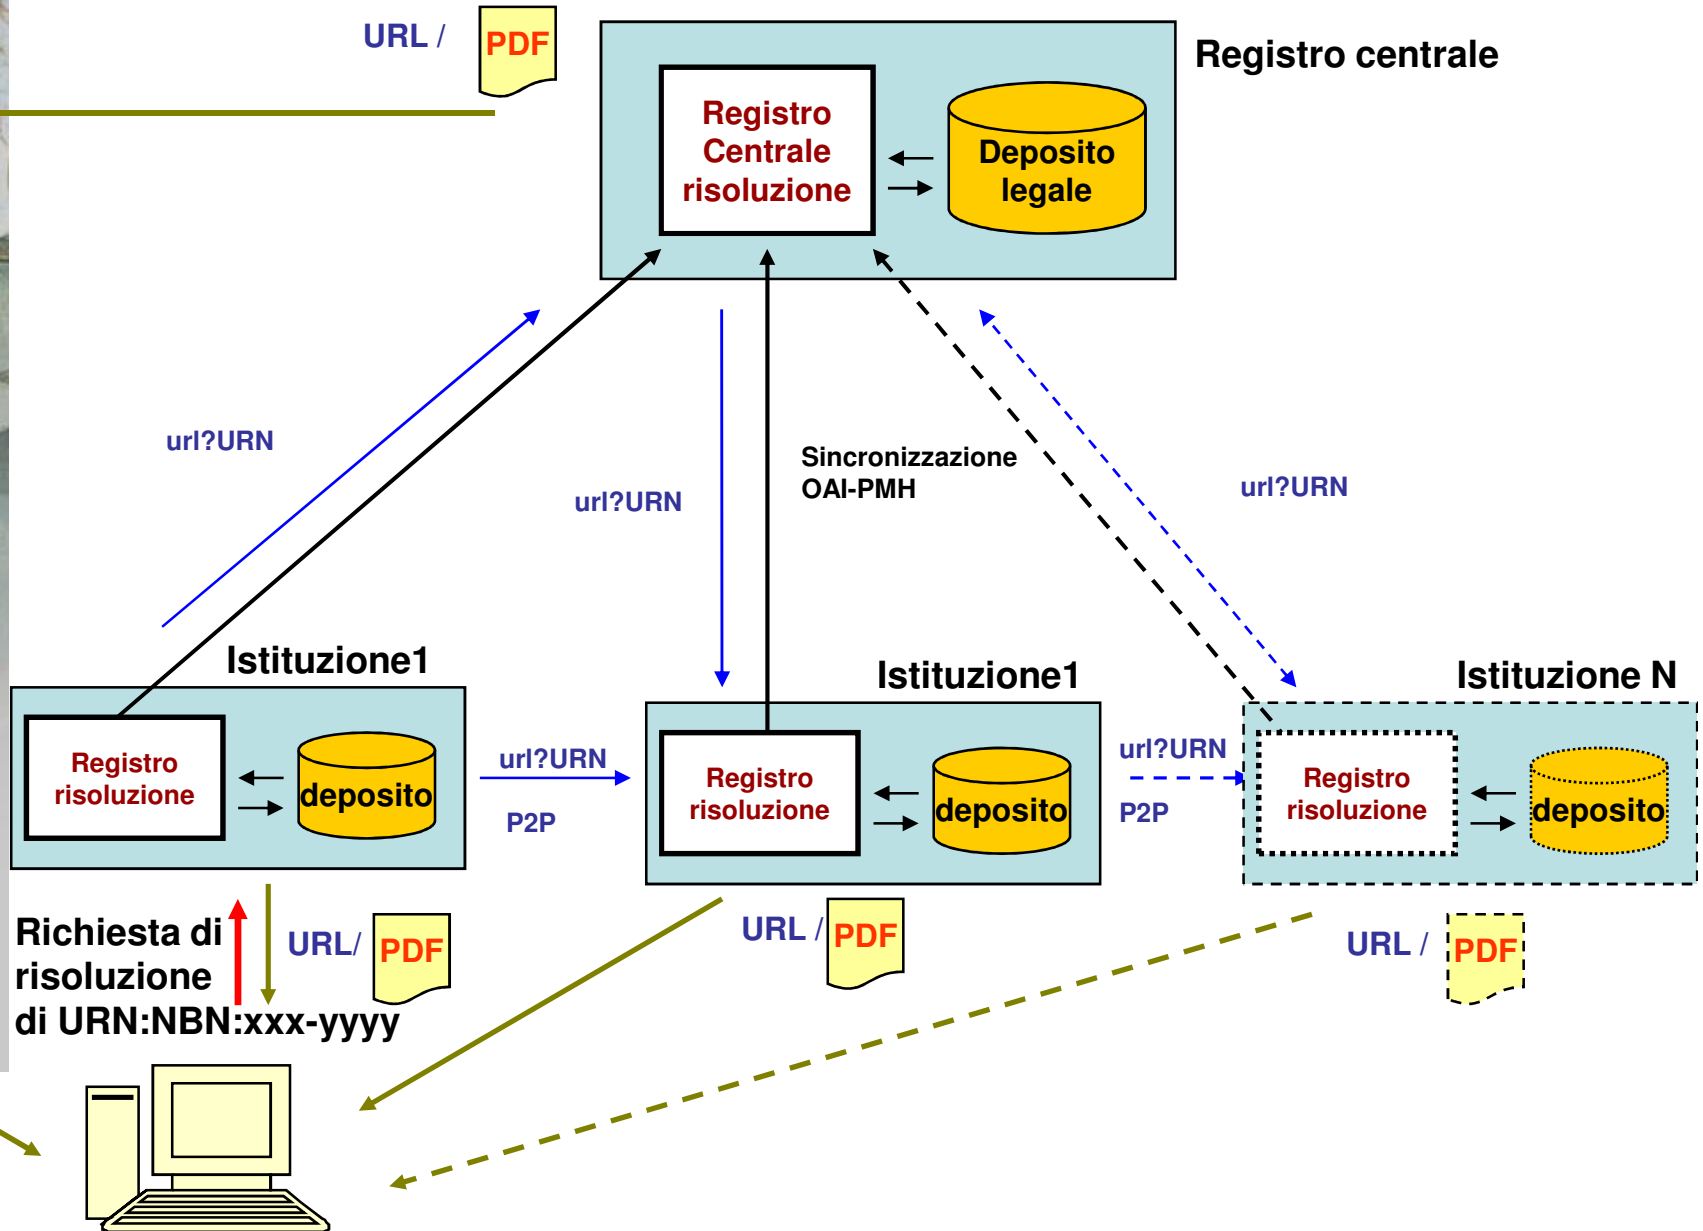 URL /
PDF
Registro centrale
Registro
Centrale
risoluzione
Deposito
legale
url?URN
url?URN
Sincronizzazione
OAI-PMH
url?URN
Istituzione1
Istituzione1
Istituzione N
Registro
risoluzione
deposito
url?URN
P2P
Registro
risoluzione
deposito
url?URN
P2P
Registro
risoluzione
deposito
Richiesta di
risoluzione
di URN:NBN:xxx-yyyy
URL/
PDF
URL /
PDF
URL /
PDF